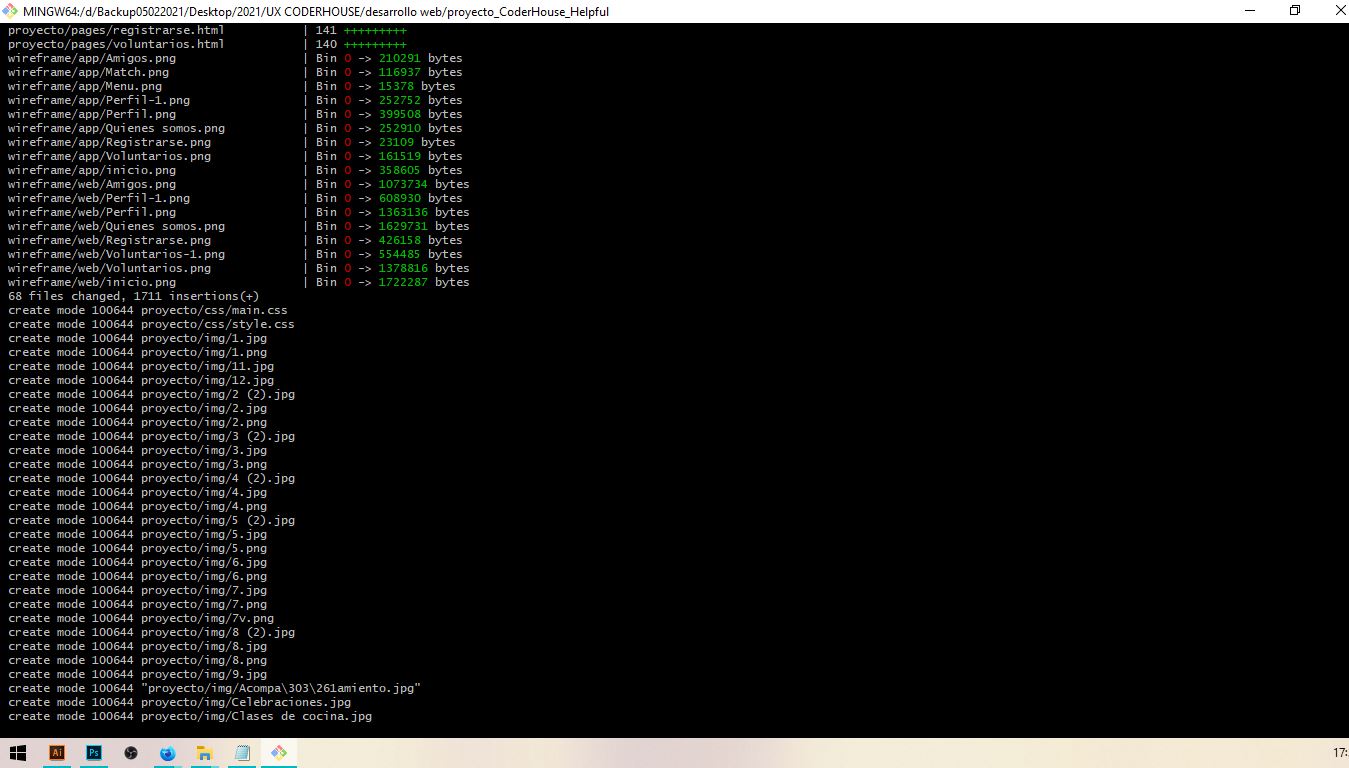 MINGW64:/d/Backup05022021/Desktop/2021/UX CODERHOUSE/desarrollo web/proyecto_CoderHouse_Helpful
proyecto/pages/registrarse.html | 141 +++++++++
proyecto/pages/voluntarios.html | 140 +++++++++
wireframe/app/Amigos.png | Bin 0 -> 210291 bytes
wireframe/app/Match.png | Bin 0 -> 116937 bytes
wireframe/app/Menu.png | Bin 0 -> 15378 bytes
wireframe/app/Perfil-1.png | Bin 0 -> 252752 bytes
wireframe/app/Perfil.png | Bin 0 -> 399508 bytes
wireframe/app/Quienes somos.png | Bin 0 -> 252910 bytes
wireframe/app/Registrarse.png | Bin 0 -> 23109 bytes
wireframe/app/Voluntarios.png | Bin 0 -> 161519 bytes
wireframe/app/inicio.png | Bin 0 -> 358605 bytes
wireframe/web/Amigos.png | Bin 0 -> 1073734 bytes
wireframe/web/Perfil-1.png | Bin 0 -> 608930 bytes
wireframe/web/Perfil.png | Bin 0 -> 1363136 bytes
wireframe/web/Quienes somos.png | Bin 0 -> 1629731 bytes
wireframe/web/Registrarse.png | Bin 0 -> 426158 bytes
wireframe/web/Voluntarios-1.png | Bin 0 -> 554485 bytes
wireframe/web/Voluntarios.png | Bin 0 -> 1378816 bytes
wireframe/web/inicio.png | Bin 0 -> 1722287 bytes
68 files changed, 1711 insertions(+)
create mode 100644 proyecto/css/main.css
create mode 100644 proyecto/css/style.css
create mode 100644 proyecto/img/1.jpg
create mode 100644 proyecto/img/1.png
create mode 100644 proyecto/img/11.jpg
create mode 100644 proyecto/img/12.jpg
create mode 100644 proyecto/img/2 (2).jpg
create mode 100644 proyecto/img/2.jpg
create mode 100644 proyecto/img/2.png
create mode 100644 proyecto/img/3 (2).jpg
create mode 100644 proyecto/img/3.jpg
create mode 100644 proyecto/img/3.png
create mode 100644 proyecto/img/4 (2).jpg
create mode 100644 proyecto/img/4.jpg
create mode 100644 proyecto/img/4.png
create mode 100644 proyecto/img/5 (2).jpg
create mode 100644 proyecto/img/5.jpg
create mode 100644 proyecto/img/5.png
create mode 100644 proyecto/img/6.jpg
create mode 100644 proyecto/img/6.png
create mode 100644 proyecto/img/7.jpg
create mode 100644 proyecto/img/7.png
create mode 100644 proyecto/img/7v.png
create mode 100644 proyecto/img/8 (2).jpg
create mode 100644 proyecto/img/8.jpg
create mode 100644 proyecto/img/8.png
create mode 100644 proyecto/img/9.jpg
create mode 100644 "proyecto/img/Acompa\303\261amiento.jpg"
create mode 100644 proyecto/img/Celebraciones.jpg
create mode 100644 proyecto/img/Clases de cocina.jpg
Ai Ps 17: